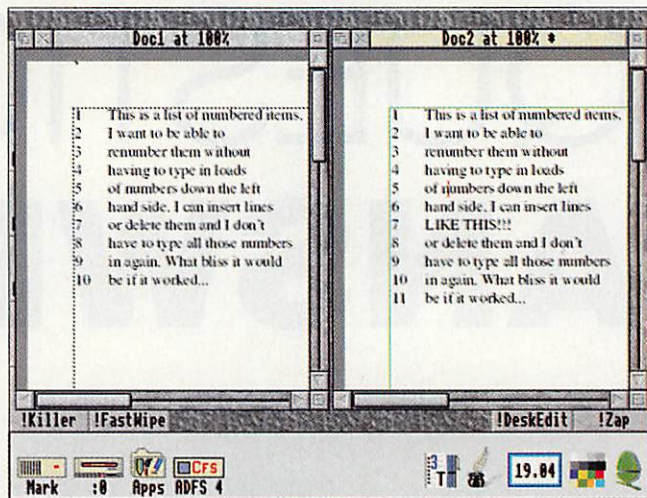 Doc1 at 100%
1 This is a list of numbered items.
2 I want to be able to
3 renumber them without
4 having to type in loads
5 of numbers down the left
6 hand side. I can insert lines
7 or delete them and I don't
8 have to type all those numbers
9 in again. What bliss it would
10 be if it worked...
Doc2 at 100% *
1 This is a list of numbered items.
2 I want to be able to
3 renumber them without
4 having to type in loads
5 of numbers down the left
6 hand side. I can insert lines
7 LIKE THIS!!!
8 or delete them and I don't
9 have to type all those numbers
10 in again. What bliss it would
11 be if it worked...
!Killer !FastWipe !DeskEdit !Zap
CFS
3 T
19.04
Mark :0 Apps ADFS 4